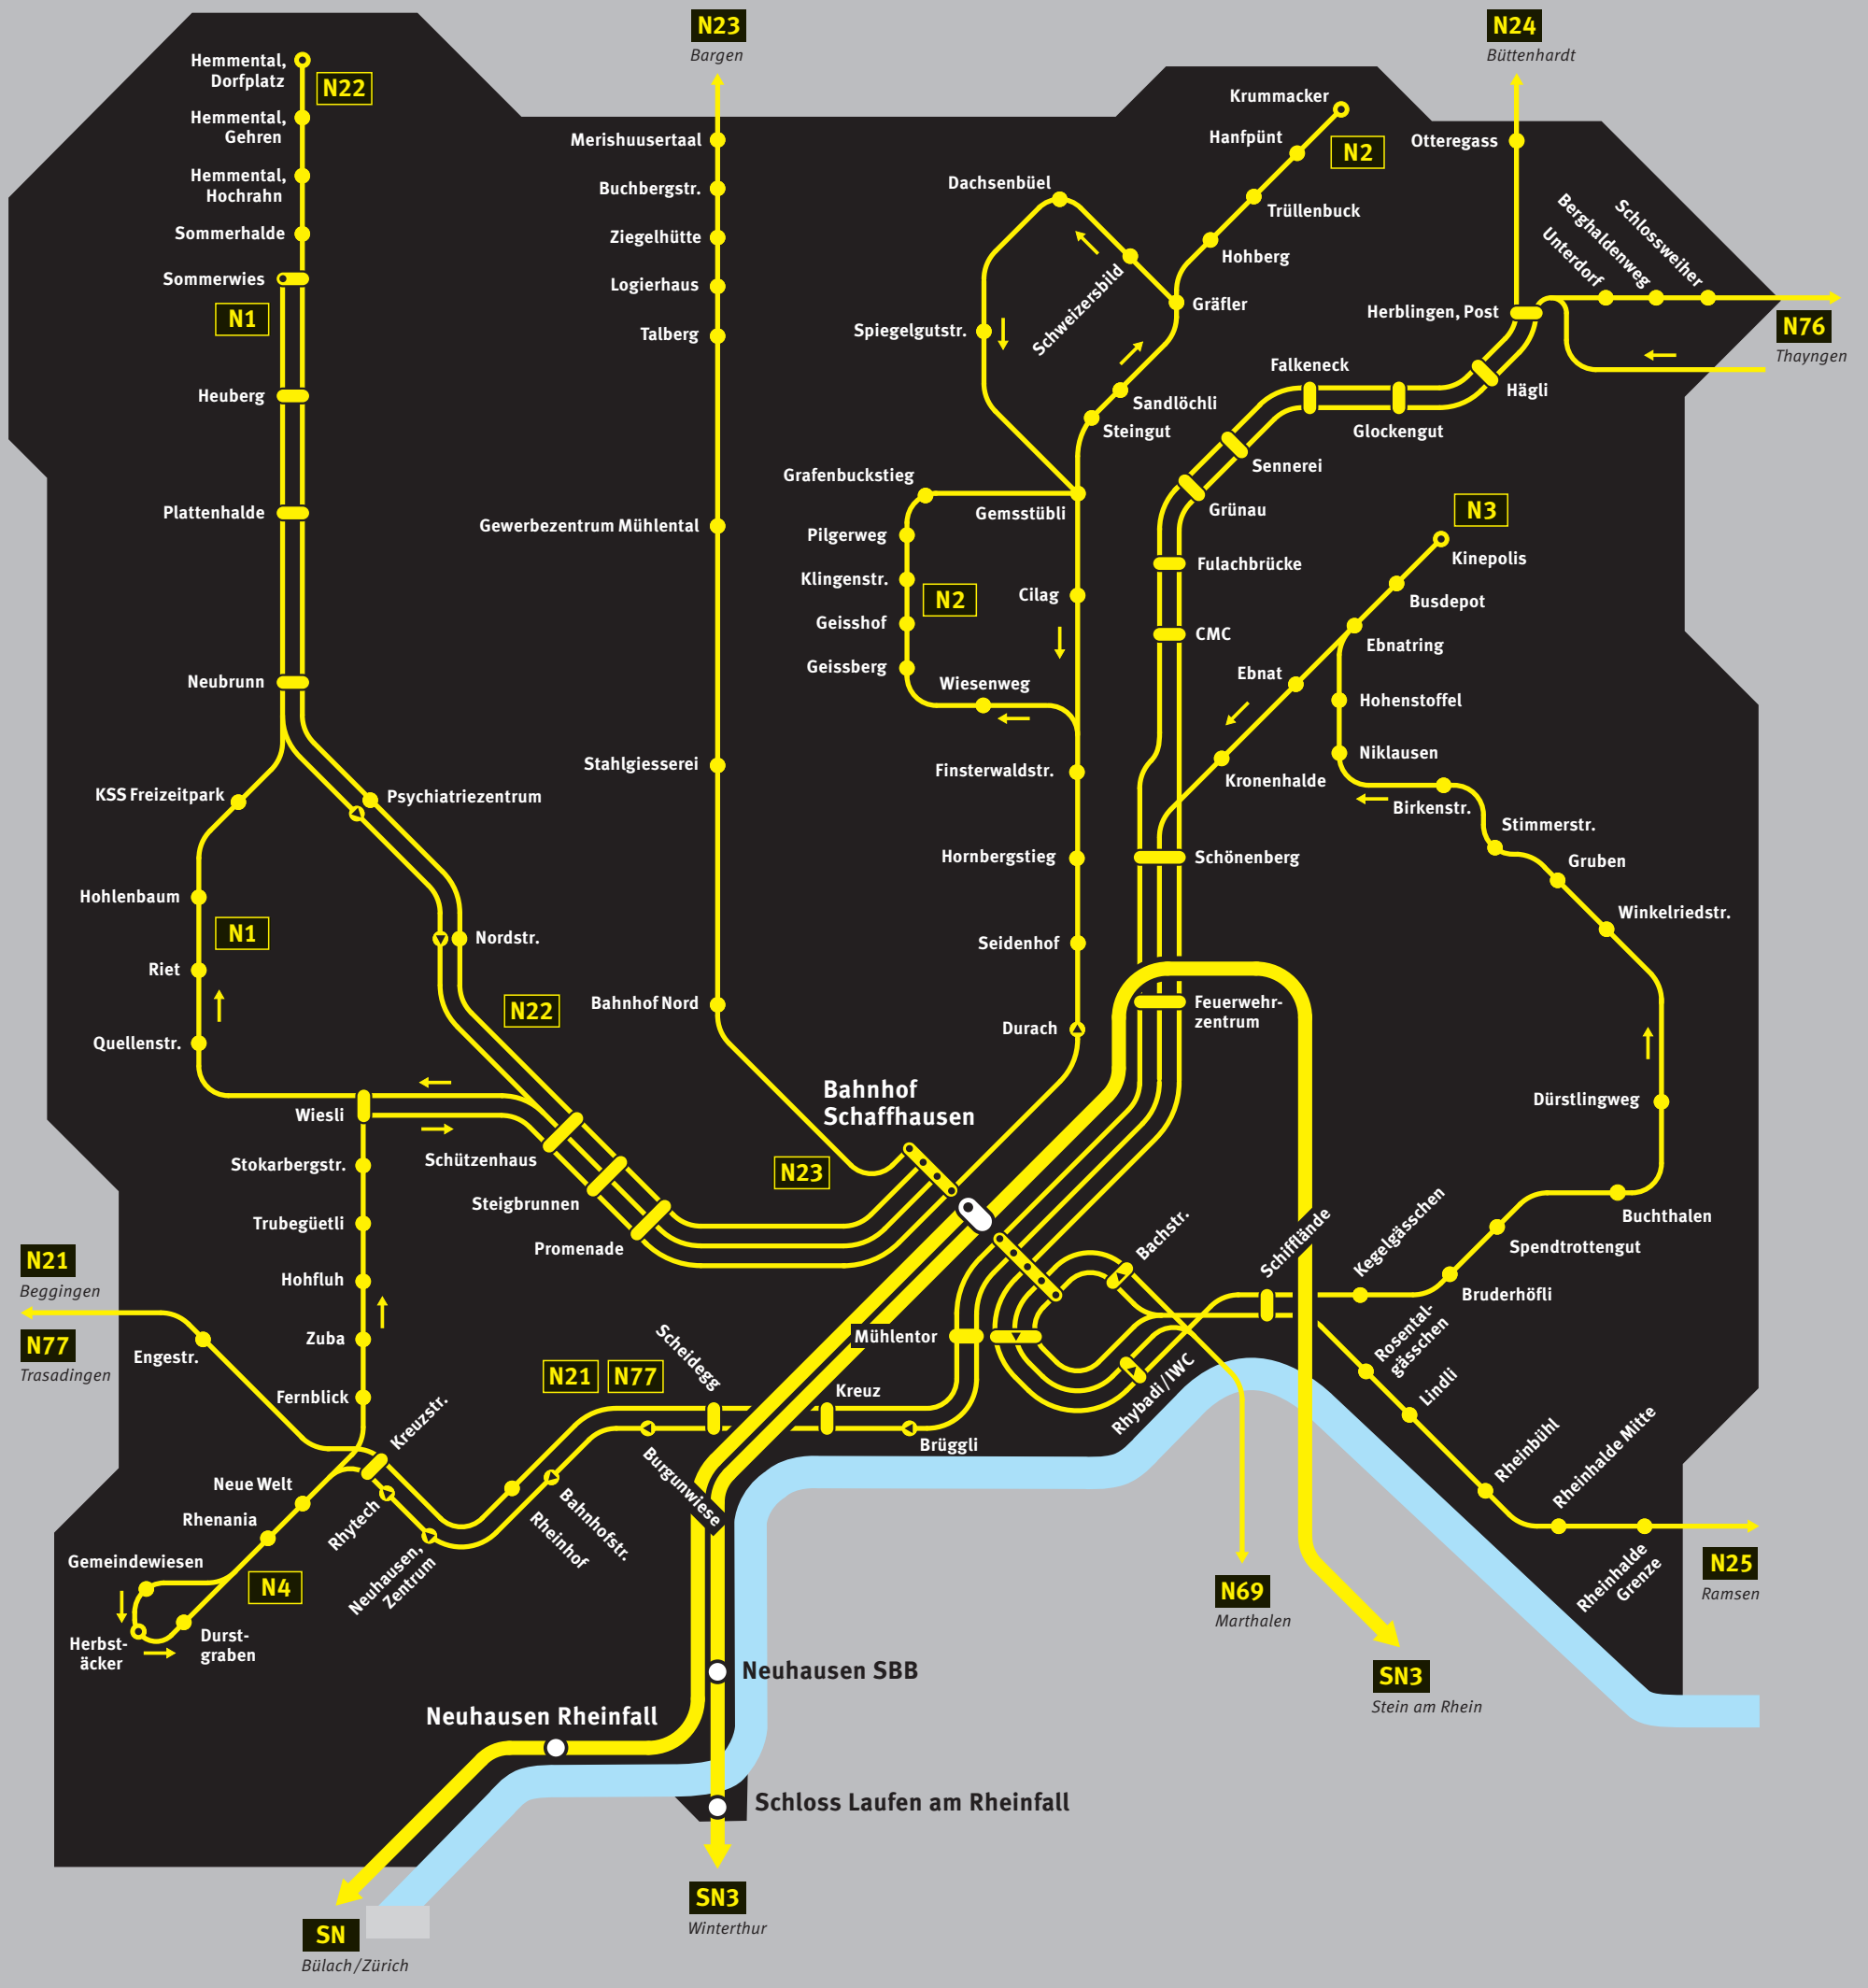 N23
Bargen
N24
Büttenhardt
Hemmental,
Dorfplatz
N22
Hemmental,
Gehren
Hemmental,
Hochrahn
Sommerhalde
Sommerwies
N1
Heuberg
Plattenhalde
Neubrunn
KSS Freizeitpark
Psychiatriezentrum
Hohlenbaum
N1
Nordstr.
Riet
Quellenstr.
N22
Wiesli
Schützenhaus
Steigbrunnen
Promenade
Stokarbergstr.
Trubegüetli
Hohfluh
Zuba
Fernblick
Merishuusertaal
Buchbergstr.
Ziegelhütte
Logierhaus
Talberg
Gewerbezentrum Mühlental
Stahlgiesserei
Bahnhof Nord
N23
Bahnhof
Schaffhausen
Krummacker
Hanfpünt
N2
Trüllenbuck
Hohberg
Dachsenbüel
Schweizersbild
Gräfler
Spiegelgutstr.
Sandlöchli
Steingut
Grafenbuckstieg
Gemsstübli
Pilgerweg
Klingenstr.
N2
Geisshof
Geissberg
Wiesenweg
Cilag
Finsterwaldstr.
Hornbergstieg
Seidenhof
Durach
Otteregass
Unterdorf
Berghaldenweg
Schlossweiher
Herblingen, Post
N76
Thayngen
Hägli
Falkeneck
Glockengut
Sennerei
Grünau
Fulachbrücke
CMC
N3
Kinepolis
Busdepot
Ebnatring
Ebnat
Hohenstoffel
Niklausen
Kronenhalde
Birkenstr.
Stimmerstr.
Gruben
Winkelriedstr.
Schönenberg
Feuerwehr-
zentrum
Dürstlingweg
Buchthalen
Spendtrottengut
Bruderhöfli
Kegelgässchen
Schifflände
Bachstr.
Rosental-
gässchen
Lindli
Rheinbühl
Rheinhalde Mitte
Rheinhalde
Grenze
N25
Ramsen
Mühlentor
Rhybadi/IWC
N69
Marthalen
N21
Beggingen
N77
Trasadingen
Engestr.
Kreuzstr.
N21
N77
Scheidegg
Kreuz
Brüggli
Burgunwiese
Bahnhofstr.
Rheinhof
Neuhausen,
Zentrum
Rhytech
Neue Welt
Rhenania
Gemeindewiesen
N4
Herbst-
äcker
Durst-
graben
Neuhausen SBB
Neuhausen Rheinfall
Schloss Laufen am Rheinfall
SN3
Stein am Rhein
SN3
Winterthur
SN
Bülach/Zürich